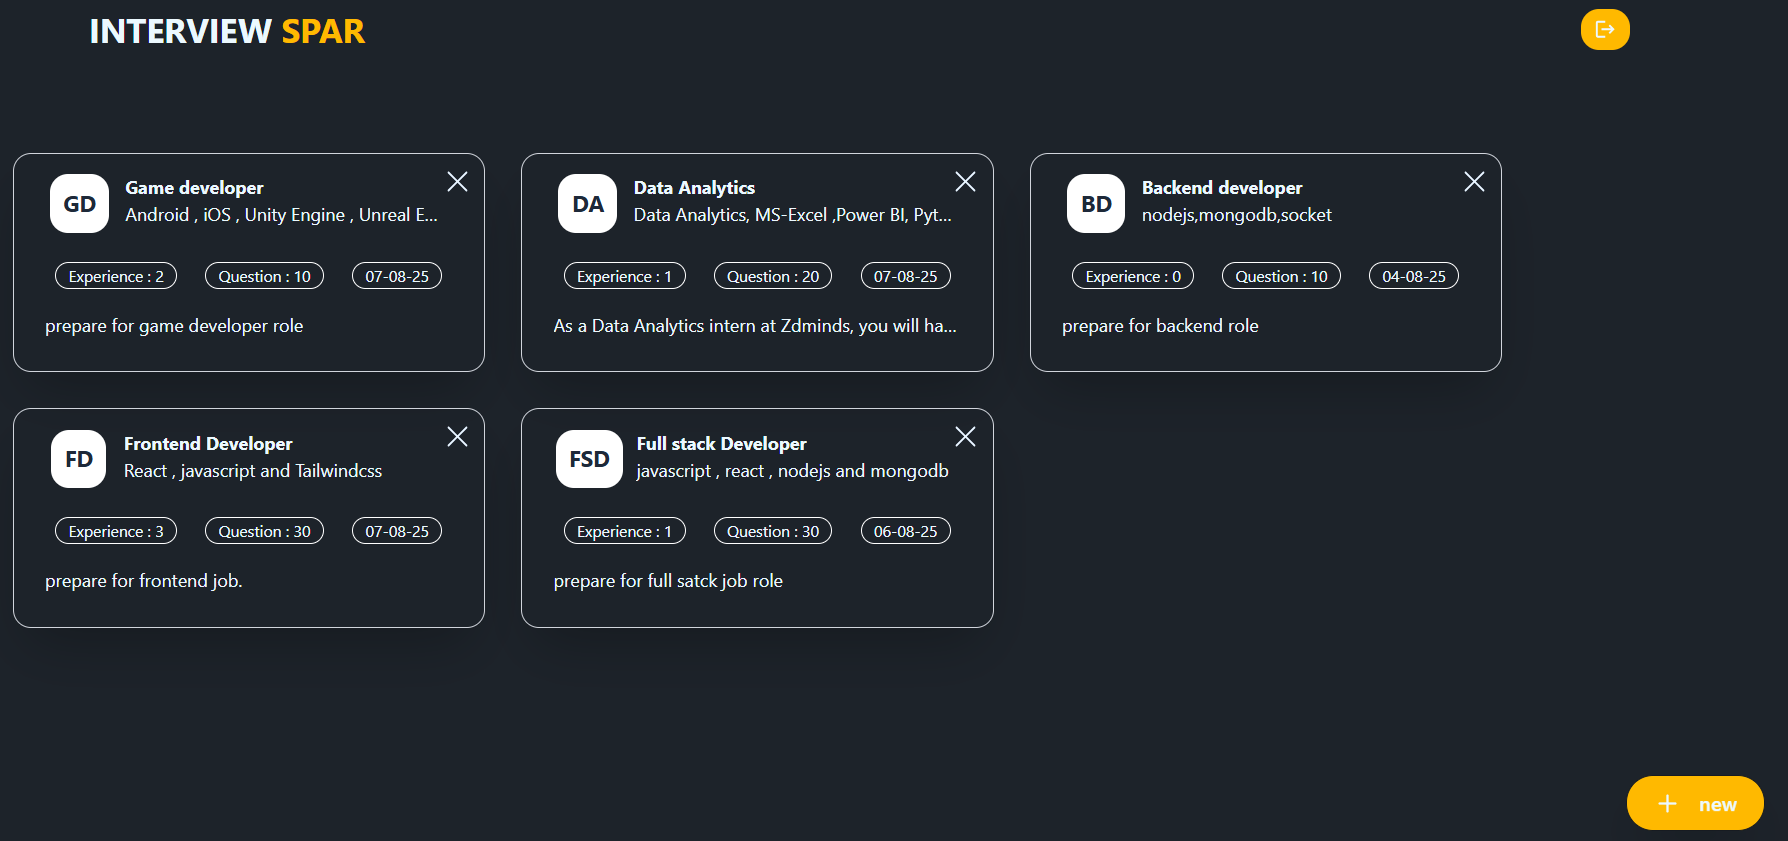 INTERVIEW SPAR
GD
Game developer
Android , iOS , Unity Engine , Unreal E...
Experience : 2
Question : 10
07-08-25
prepare for game developer role
DA
Data Analytics
Data Analytics, MS-Excel ,Power BI, Pyt...
Experience : 1
Question : 20
07-08-25
As a Data Analytics intern at Zdminds, you will ha...
BD
Backend developer
nodejs,mongodb,socket
Experience : 0
Question : 10
04-08-25
prepare for backend role
FD
Frontend Developer
React , javascript and Tailwindcss
Experience : 3
Question : 30
07-08-25
prepare for frontend job.
FSD
Full stack Developer
javascript , react , nodejs and mongodb
Experience : 1
Question : 30
06-08-25
prepare for full satck job role
+ new